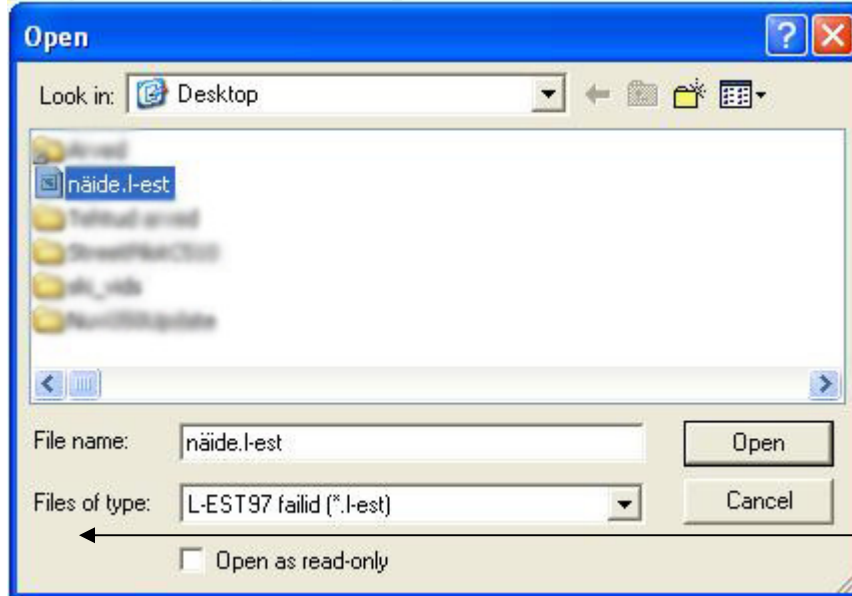 Open
Look in: Desktop
näide.l-est
File name: näide.l-est Open
Files of type: L-EST97 failid (*.l-est) Cancel
Open as read-only